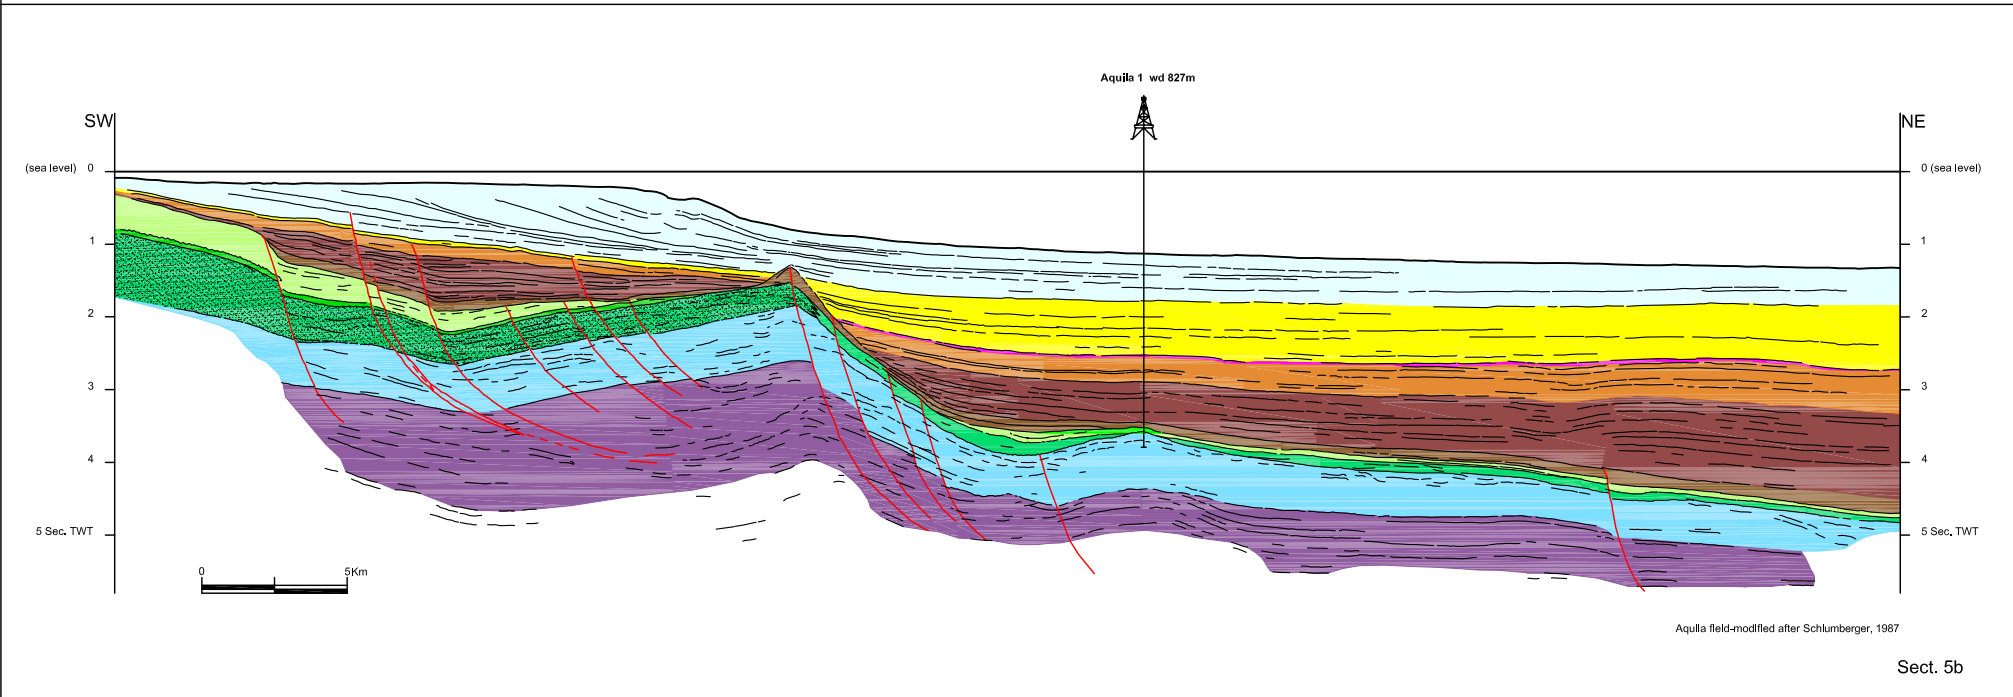 Aquila 1 wd 827m
SW
NE
(sea level) 0
0 (sea level)
1
1
2
2
3
3
4
4
5 Sec. TWT
5 Sec. TWT
0 5Km
Aquila field-modified after Schlumberger, 1987
Sect. 5b